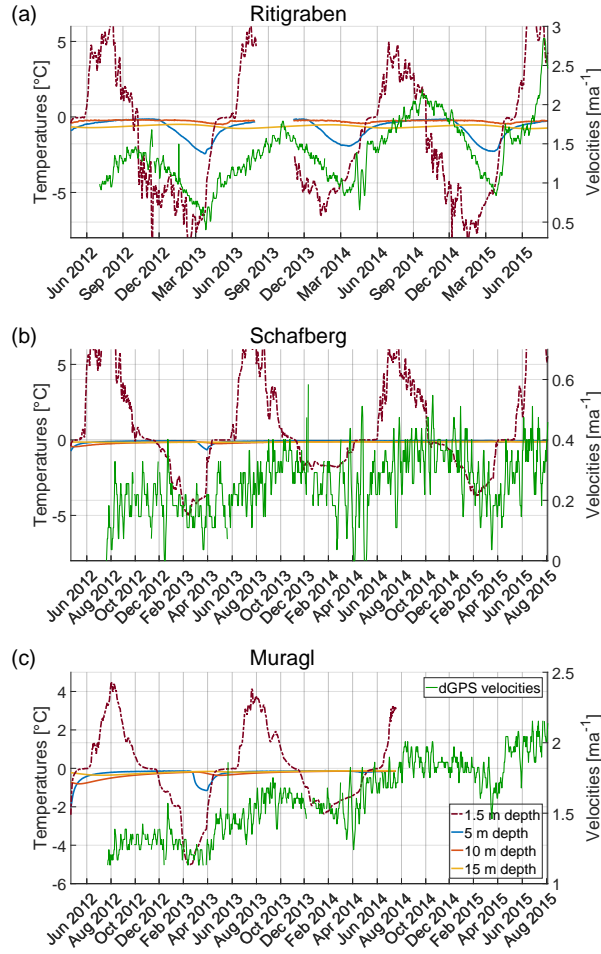 (a) Ritigraben
5
0
-5
Temperatures [°C]
3
2.5
2
1.5
1
0.5
Velocities [ma⁻¹]
Jun 2012
Sep 2012
Dec 2012
Mar 2013
Jun 2013
Sep 2013
Dec 2013
Mar 2014
Jun 2014
Sep 2014
Dec 2014
Mar 2015
Jun 2015
(b) Schafberg
5
0
-5
Temperatures [°C]
0.6
0.4
0.2
0
Velocities [ma⁻¹]
Jun 2012
Aug 2012
Oct 2012
Dec 2012
Feb 2013
Apr 2013
Jun 2013
Aug 2013
Oct 2013
Dec 2013
Feb 2014
Apr 2014
Jun 2014
Aug 2014
Oct 2014
Dec 2014
Feb 2015
Apr 2015
Jun 2015
Aug 2015
(c) Muragl
4
2
0
-2
-4
-6
Temperatures [°C]
dGPS velocities
1.5 m depth
5 m depth
10 m depth
15 m depth
2.5
2
1.5
1
Velocities [ma⁻¹]
Jun 2012
Aug 2012
Oct 2012
Dec 2012
Feb 2013
Apr 2013
Jun 2013
Aug 2013
Oct 2013
Dec 2013
Feb 2014
Apr 2014
Jun 2014
Aug 2014
Oct 2014
Dec 2014
Feb 2015
Apr 2015
Jun 2015
Aug 2015